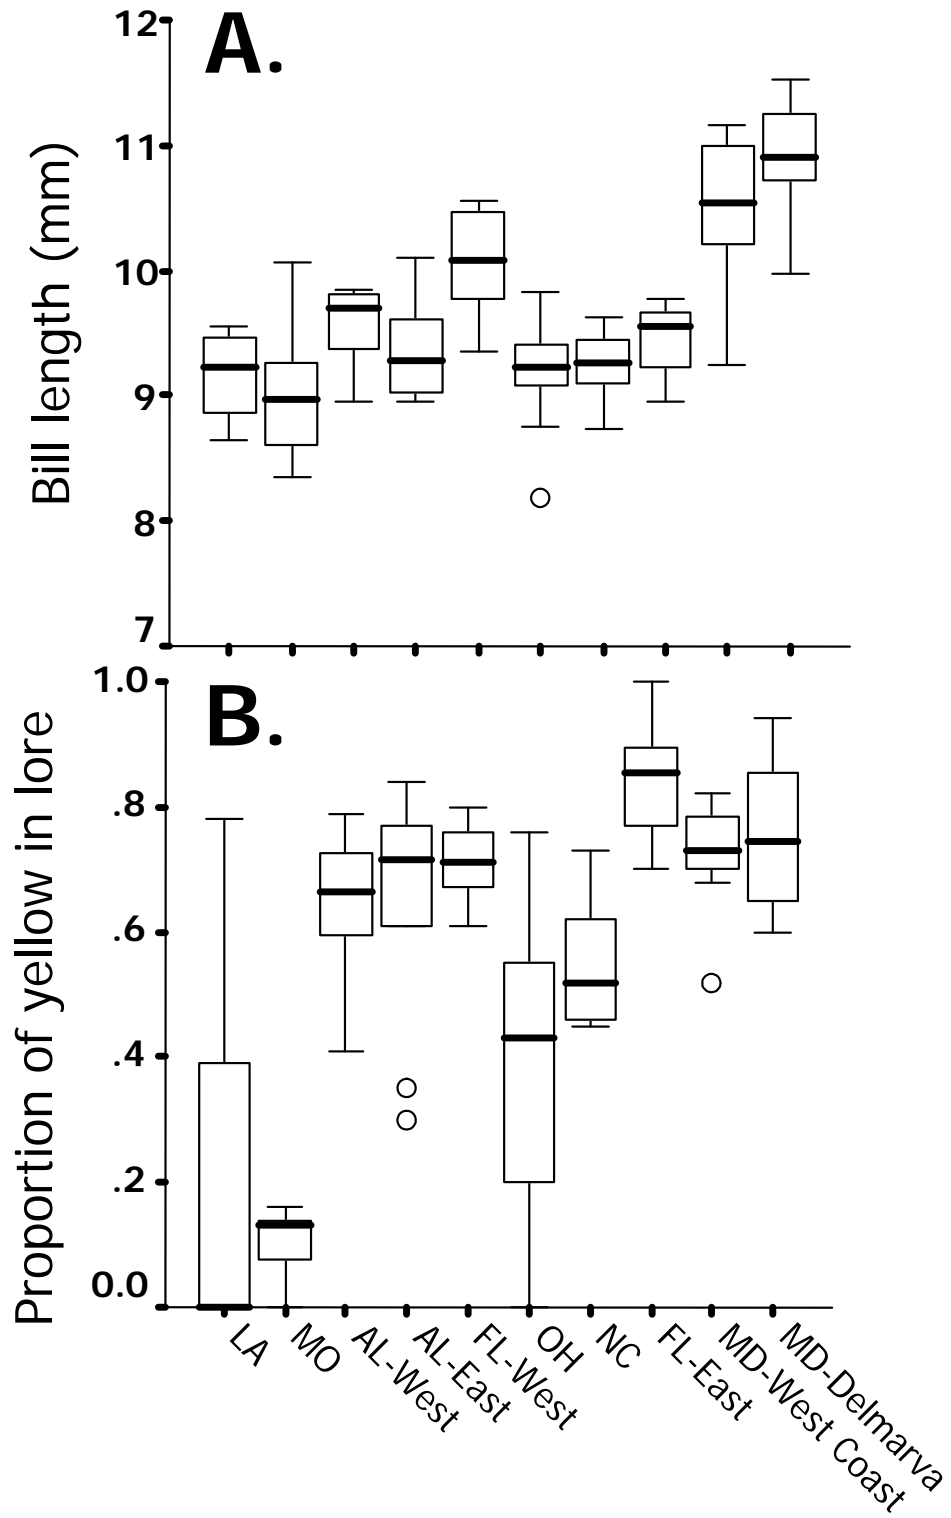 A.
Bill length (mm)
12
11
10
9
8
7
B.
Proportion of yellow in lore
1.0
.8
.6
.4
.2
0.0
LA
MO
AL-West
AL-East
FL-West
OH
NC
FL-East
MD-West Coast
MD-Delmarva